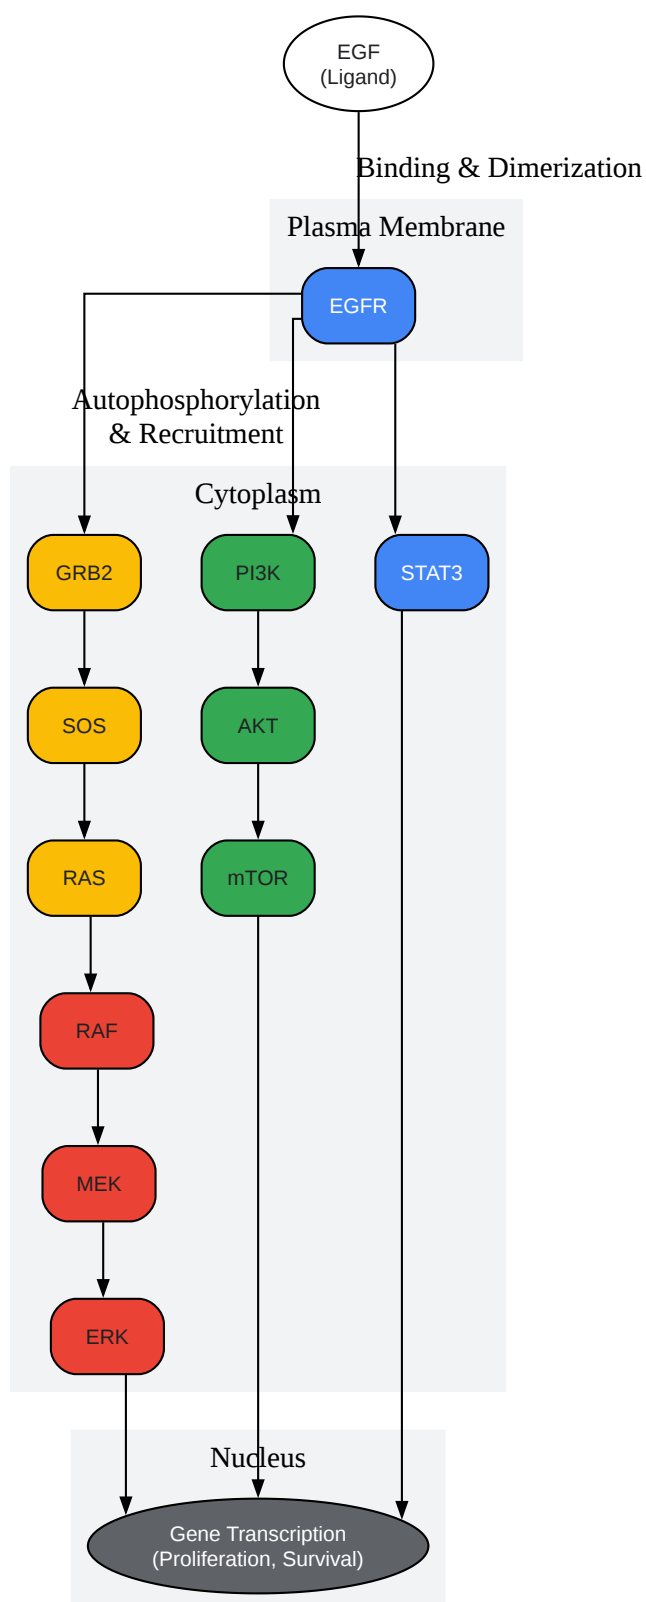 EGF
(Ligand)
Binding & Dimerization
Plasma Membrane
EGFR
Autophosphorylation
& Recruitment
Cytoplasm
GRB2
PI3K
STAT3
SOS
AKT
RAS
mTOR
RAF
MEK
ERK
Nucleus
Gene Transcription
(Proliferation, Survival)